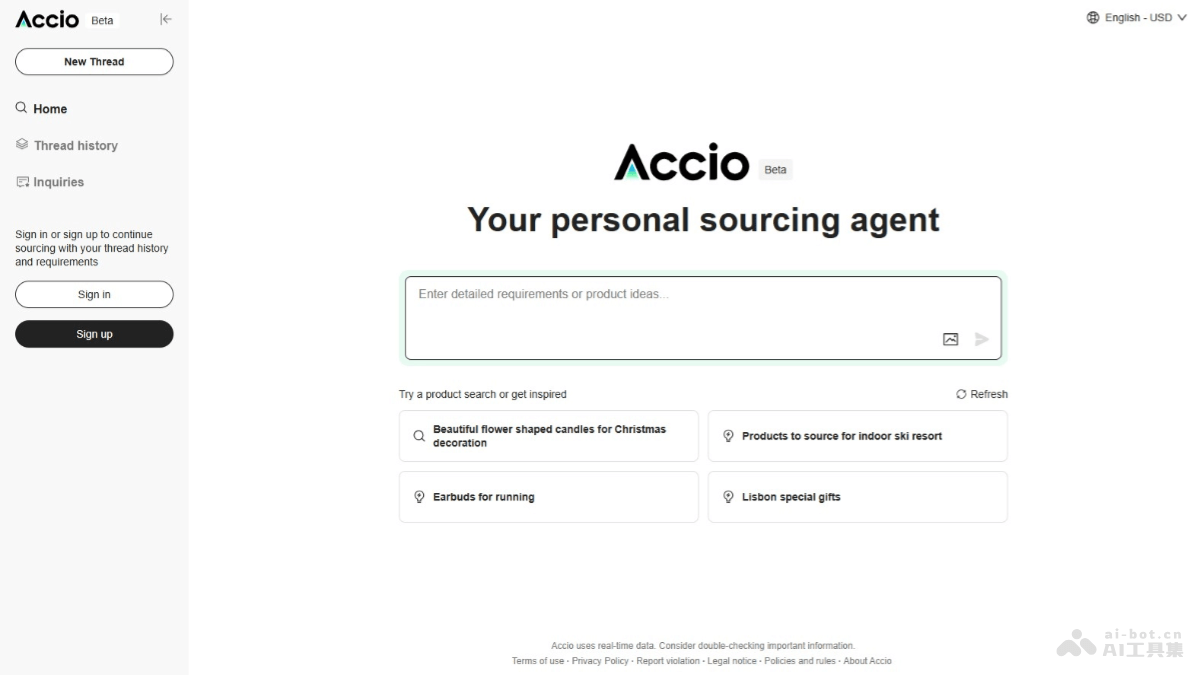 Accio Beta
New Thread
Home
Thread history
Inquiries
Sign in or sign up to continue
sourcing with your thread history
and requirements
Sign in
Sign up
English - USD
Accio Beta
Your personal sourcing agent
Enter detailed requirements or product ideas...
Try a product search or get inspired
Refresh
Beautiful flower shaped candles for Christmas
decoration
Products to source for indoor ski resort
Earbuds for running
Lisbon special gifts
Accio uses real-time data. Consider double-checking important information.
Terms of use · Privacy Policy · Report violation · Legal notice · Policies and rules · About Accio
ai-bot.cn
AI工具集